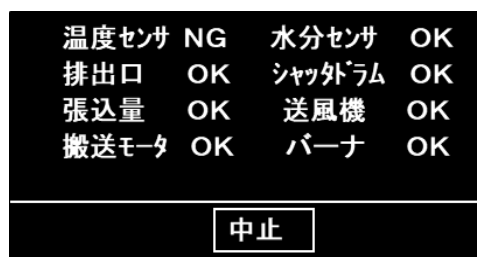 温度センサ NG 水分センサ OK
排出口 OK シャッタドラム OK
張込量 OK 送風機 OK
搬送モータ OK バーナ OK
中止